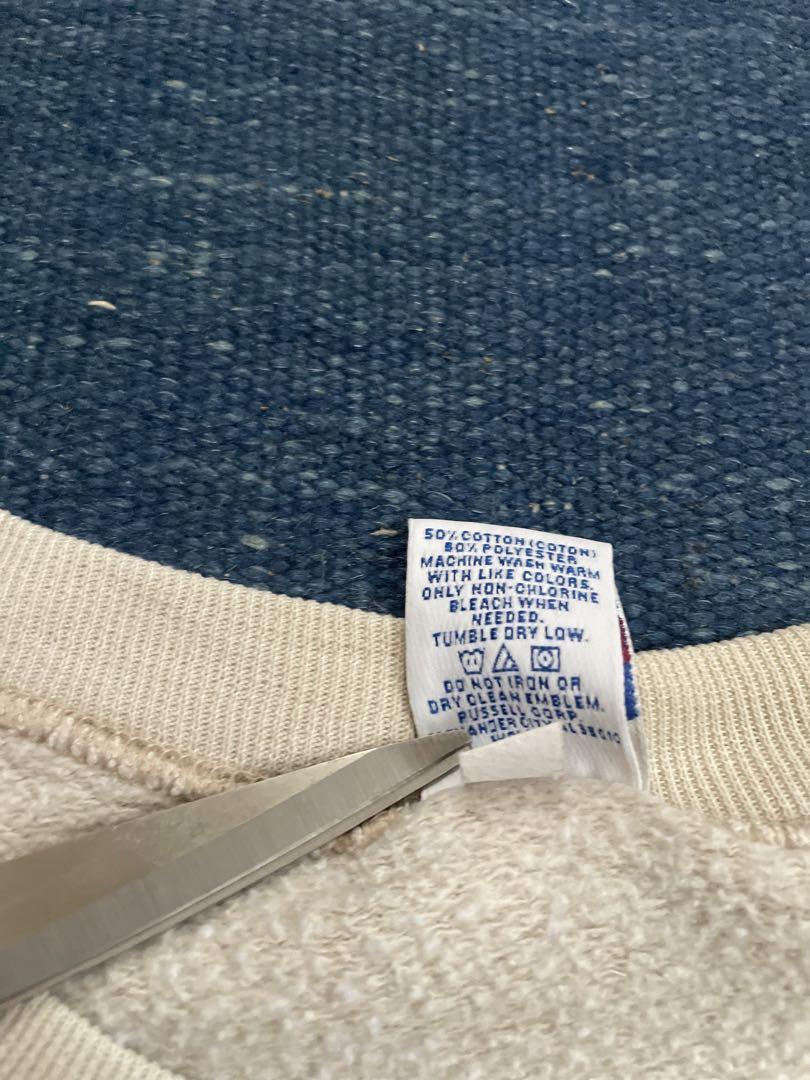 50% COTTON (COTON)
50% POLYESTER
MACHINE WASH WARM
WITH LIKE COLORS.
ONLY NON-CHLORINE
BLEACH WHEN
NEEDED.
TUMBLE DRY LOW.
DO NOT IRON OR
DRY CLEAN EMBLEM.
RUSSELL CORP.